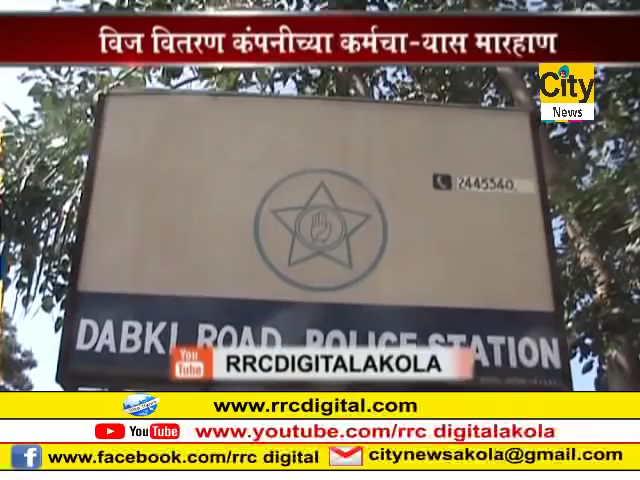 विज वितरण कंपनीच्या कर्मचा-यास मारहाण
City
News
2445540
DABKI ROAD POLICE STATION
You
Tube RRCDIGITALAKOLA
www.rrcdigital.com
YouTube www.youtube.com/rrc digitalakola
f www.facebook.com/rrc digital citynewsakola@gmail.com